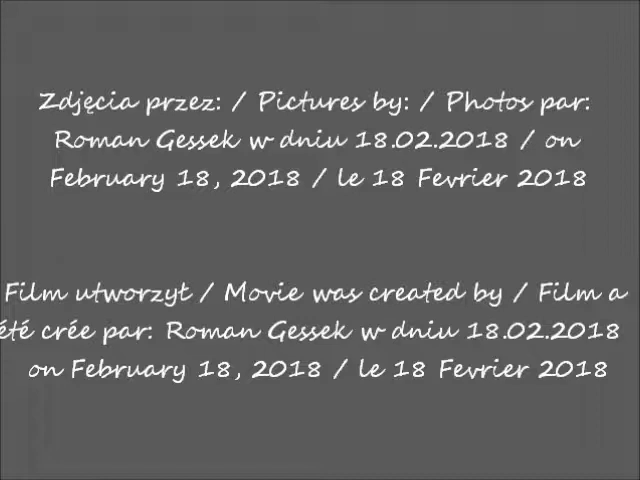 Zdjęcia przez: / Pictures by: / Photos par:
Roman Gessek w dniu 18.02.2018 / on
February 18, 2018 / le 18 Fevrier 2018
Film utworzył / Movie was created by / Film a
été crée par: Roman Gessek w dniu 18.02.2018
on February 18, 2018 / le 18 Fevrier 2018